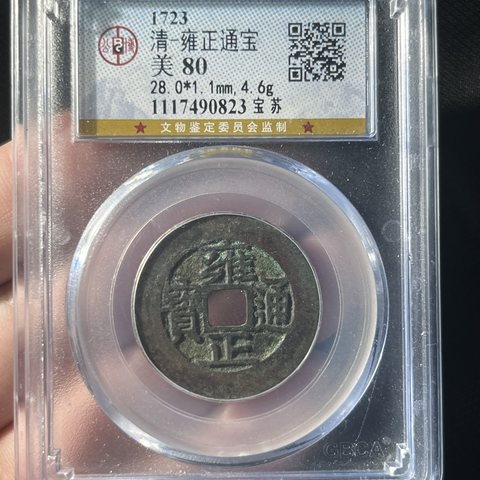 1723
清-雍正通宝
美 80
28.0*1.1mm,4.6g
1117490823 宝苏
★ 文物鉴定委员会监制 ★
雍正通寶
GBCA